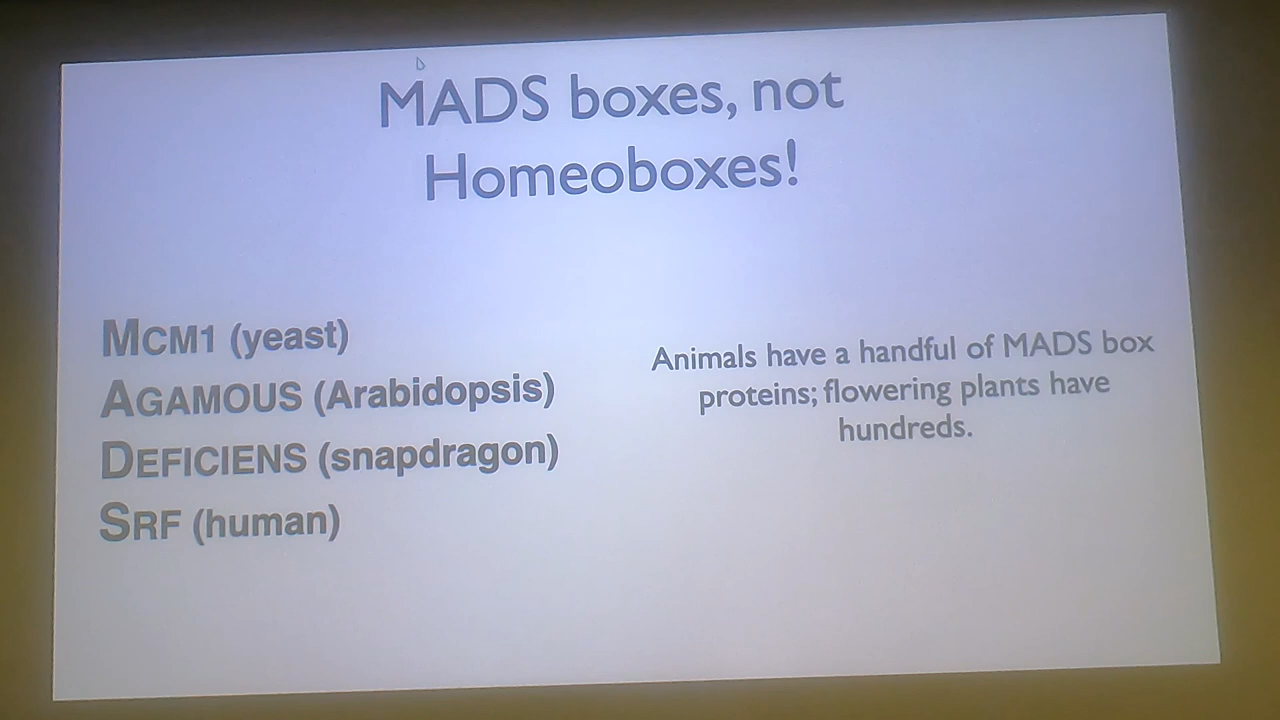 MADS boxes, not
Homeoboxes!
MCM1 (yeast)
AGAMOUS (Arabidopsis)
DEFICIENS (snapdragon)
SRF (human)
Animals have a handful of MADS box
proteins; flowering plants have
hundreds.